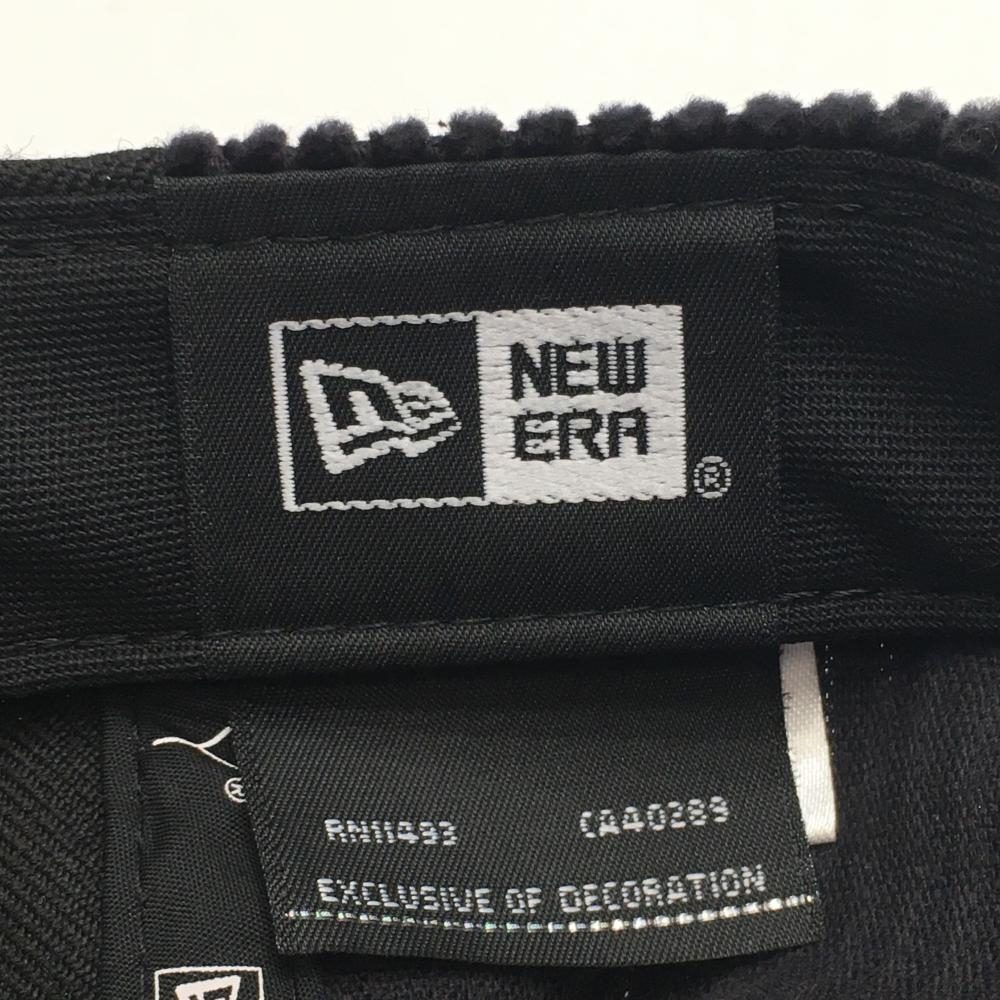 NEW
ERA
®
RN11493 CA40289
EXCLUSIVE OF DECORATION